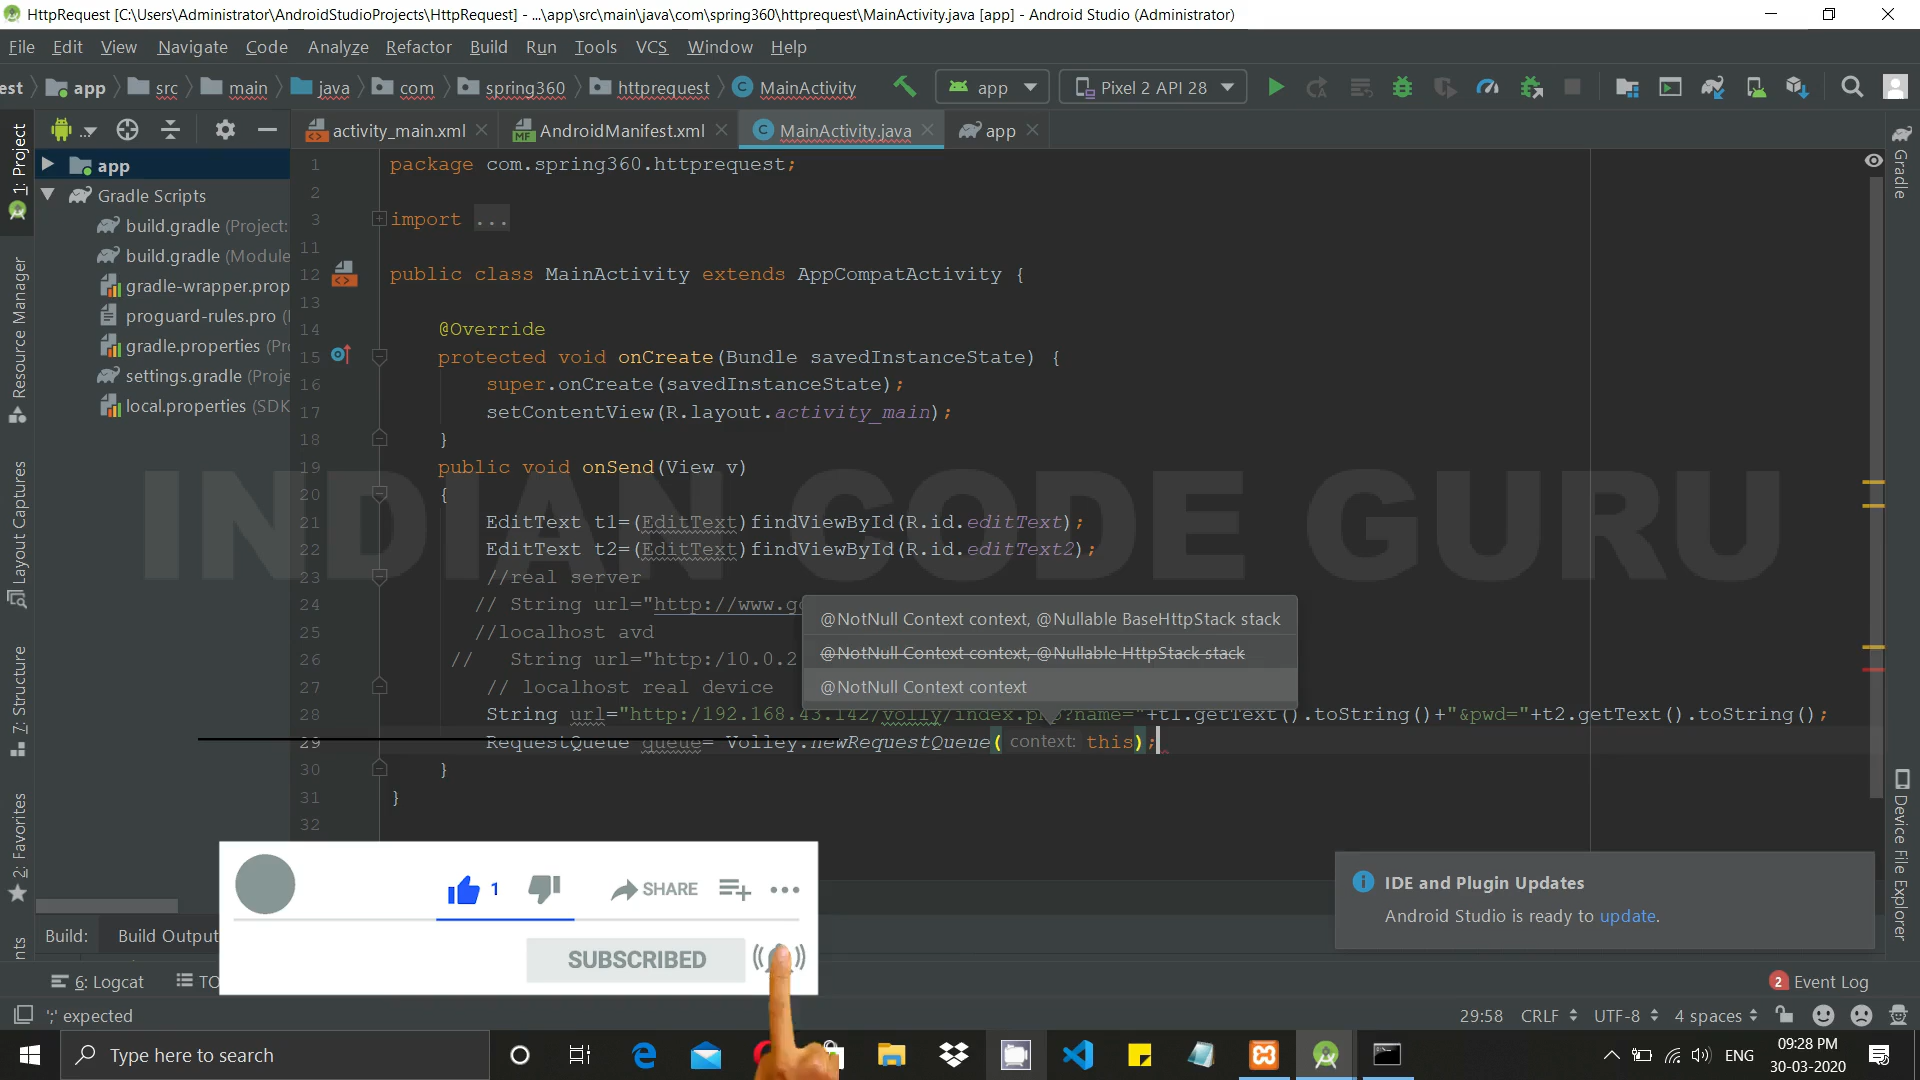 HttpRequest [C:\Users\Administrator\AndroidStudioProjects\HttpRequest] - ...\app\src\main\java\com\spring360\httprequest\MainActivity.java [app] - Android Studio (Administrator)
File Edit View Navigate Code Analyze Refactor Build Run Tools VCS Window Help
est app src main java com spring360 httprequest MainActivity app Pixel 2 API 28
activity_main.xml AndroidManifest.xml MainActivity.java app
1: Project
Resource Manager
Layout Captures
7: Structure
2: Favorites
nts
app
Gradle Scripts
build.gradle (Project:
build.gradle (Module
gradle-wrapper.prop
proguard-rules.pro (
gradle.properties (Pro
settings.gradle (Proje
local.properties (SDK
1 package com.spring360.httprequest;
2
3 import ...
11
12 public class MainActivity extends AppCompatActivity {
13
14 @Override
15 protected void onCreate(Bundle savedInstanceState) {
16 super.onCreate(savedInstanceState);
17 setContentView(R.layout.activity_main);
18 }
19 public void onSend(View v)
20 {
21 EditText t1=(EditText)findViewById(R.id.editText);
22 EditText t2=(EditText)findViewById(R.id.editText2);
23 //real server
24 // String url="http://www.go
25 //localhost avd
26 // String url="http:/10.0.2
27 // localhost real device
28 String url="http:/192.168.43.142/volly/index.php?name="+t1.getText().toString()+"&pwd="+t2.getText().toString();
29 RequestQueue queue= Volley.newRequestQueue( context: this);
30 }
31 }
32
@NotNull Context context, @Nullable BaseHttpStack stack
@NotNull Context context, @Nullable HttpStack stack
@NotNull Context context
INDIAN CODE GURU
Gradle
Device File Explorer
1 SHARE
SUBSCRIBED
IDE and Plugin Updates
Android Studio is ready to update.
Build: Build Output
6: Logcat TO
2 Event Log
';' expected
29:58 CRLF UTF-8 4 spaces
Type here to search
ENG
09:28 PM
30-03-2020